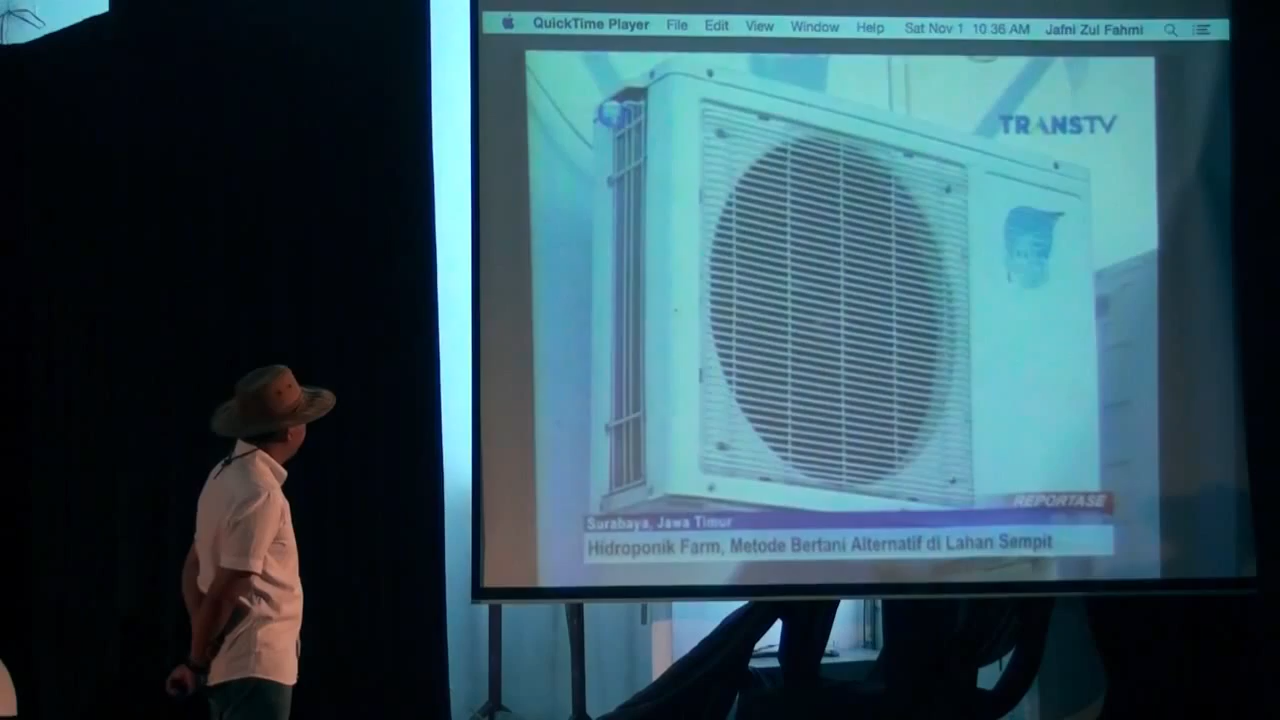 QuickTime Player File Edit View Window Help Sat Nov 1 10:36 AM Jafni Zul Fahmi
TRANSTV
REPORTASE
Surabaya, Jawa Timur
Hidroponik Farm, Metode Bertani Alternatif di Lahan Sempit